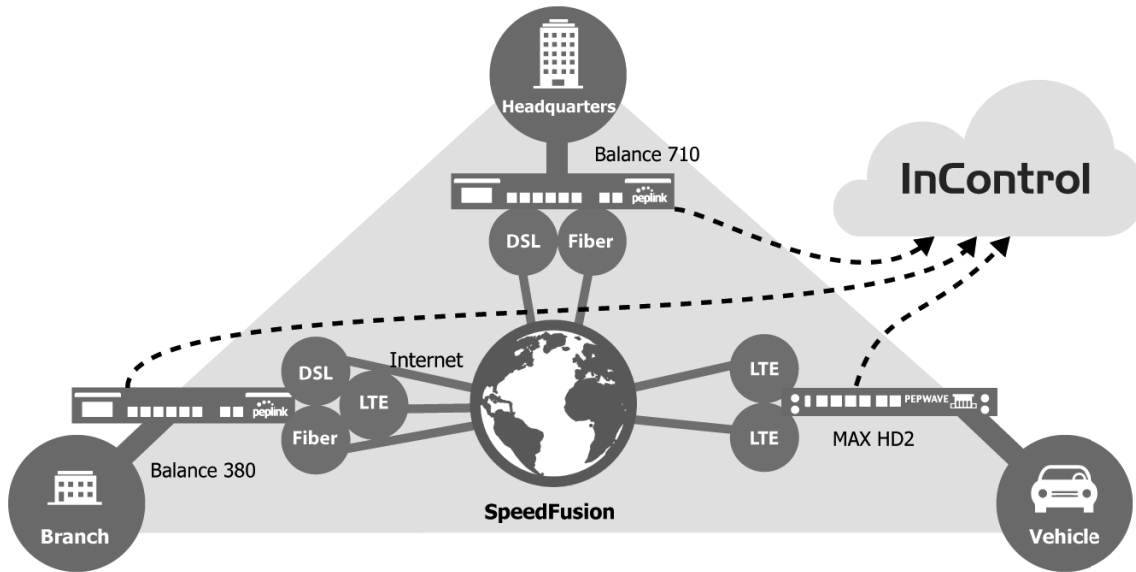 Headquarters
Balance 710
peplink
InControl
DSL
Fiber
Internet
DSL
LTE
Fiber
peplink
Balance 380
Branch
LTE
LTE
PEPWAVE
MAX HD2
SpeedFusion
Vehicle